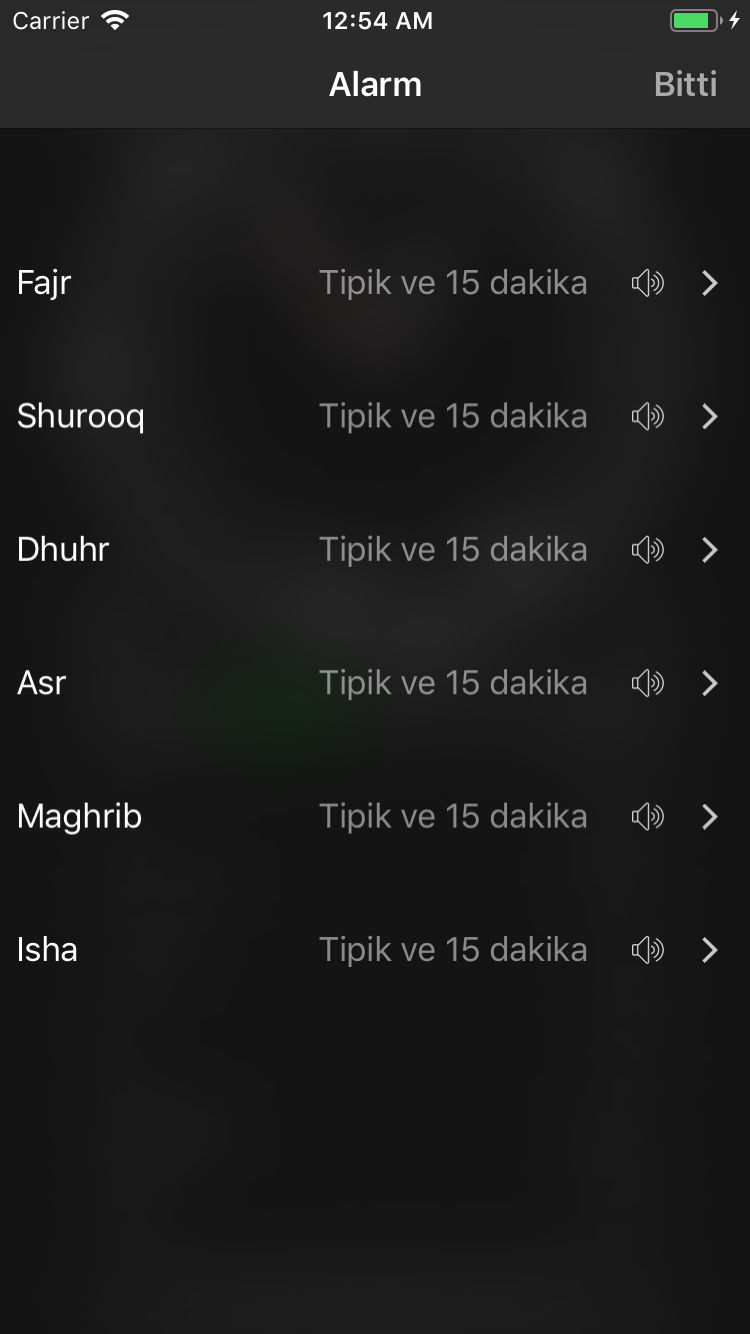 Carrier 12:54 AM
Alarm Bitti
Fajr Tipik ve 15 dakika
Shurooq Tipik ve 15 dakika
Dhuhr Tipik ve 15 dakika
Asr Tipik ve 15 dakika
Maghrib Tipik ve 15 dakika
Isha Tipik ve 15 dakika